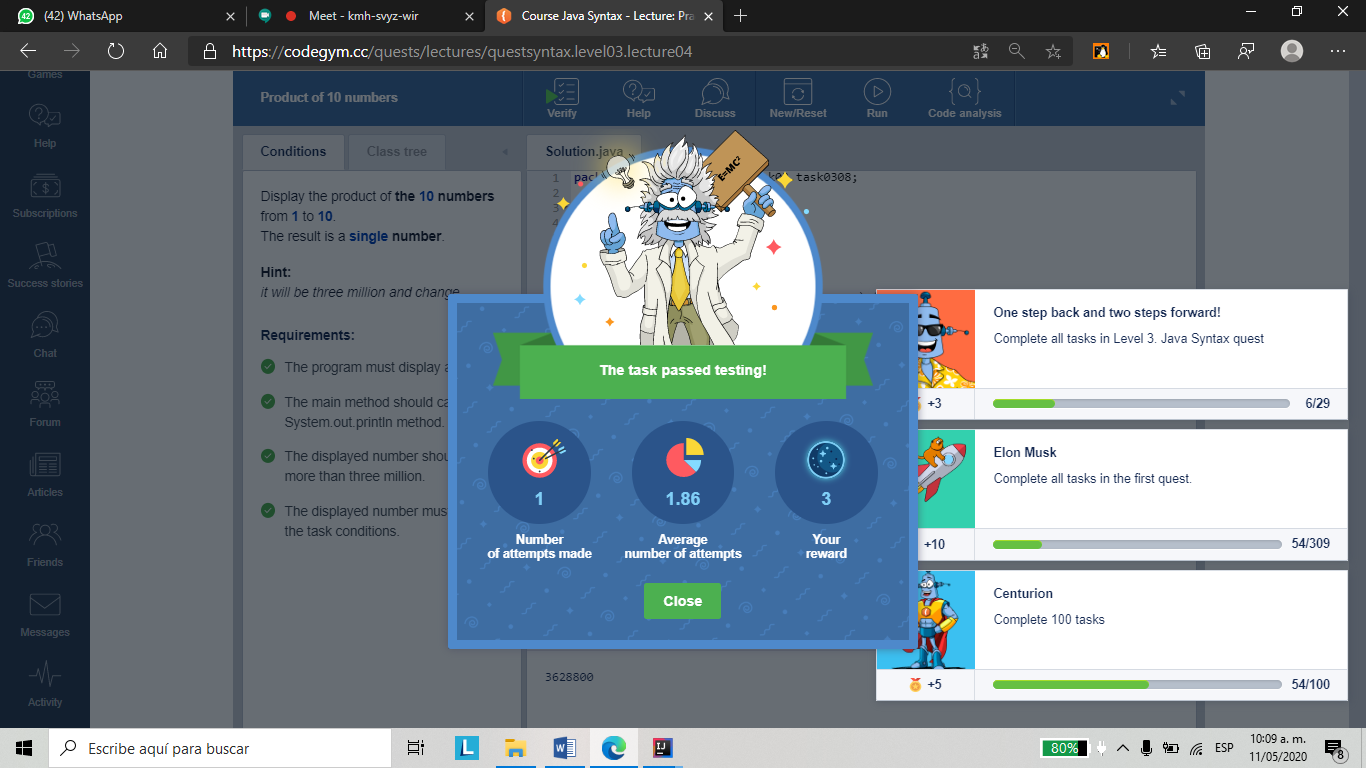 (42) WhatsApp
Meet - kmh-svyz-wir
Course Java Syntax - Lecture: Pra
https://codegym.cc/quests/lectures/questsyntax.level03.lecture04
Games
Help
Subscriptions
Success stories
Chat
Forum
Articles
Friends
Messages
Activity
Product of 10 numbers
Verify
Help
Discuss
New/Reset
Run
Code analysis
Conditions
Class tree
Solution.java
Display the product of the 10 numbers
from 1 to 10.
The result is a single number.
Hint:
it will be three million and change
Requirements:
The program must display
The main method should
System.out.println method.
The displayed number
more than three million.
The displayed number
the task conditions.
1
task0308;
2
E=MC²
The task passed testing!
1
Number
of attempts made
1.86
Average
number of attempts
3
Your
reward
Close
3628800
One step back and two steps forward!
Complete all tasks in Level 3. Java Syntax quest
+3
6/29
Elon Musk
Complete all tasks in the first quest.
+10
54/309
Centurion
Complete 100 tasks
+5
54/100
Escribe aquí para buscar
80%
ESP
10:09 a. m.
11/05/2020
8